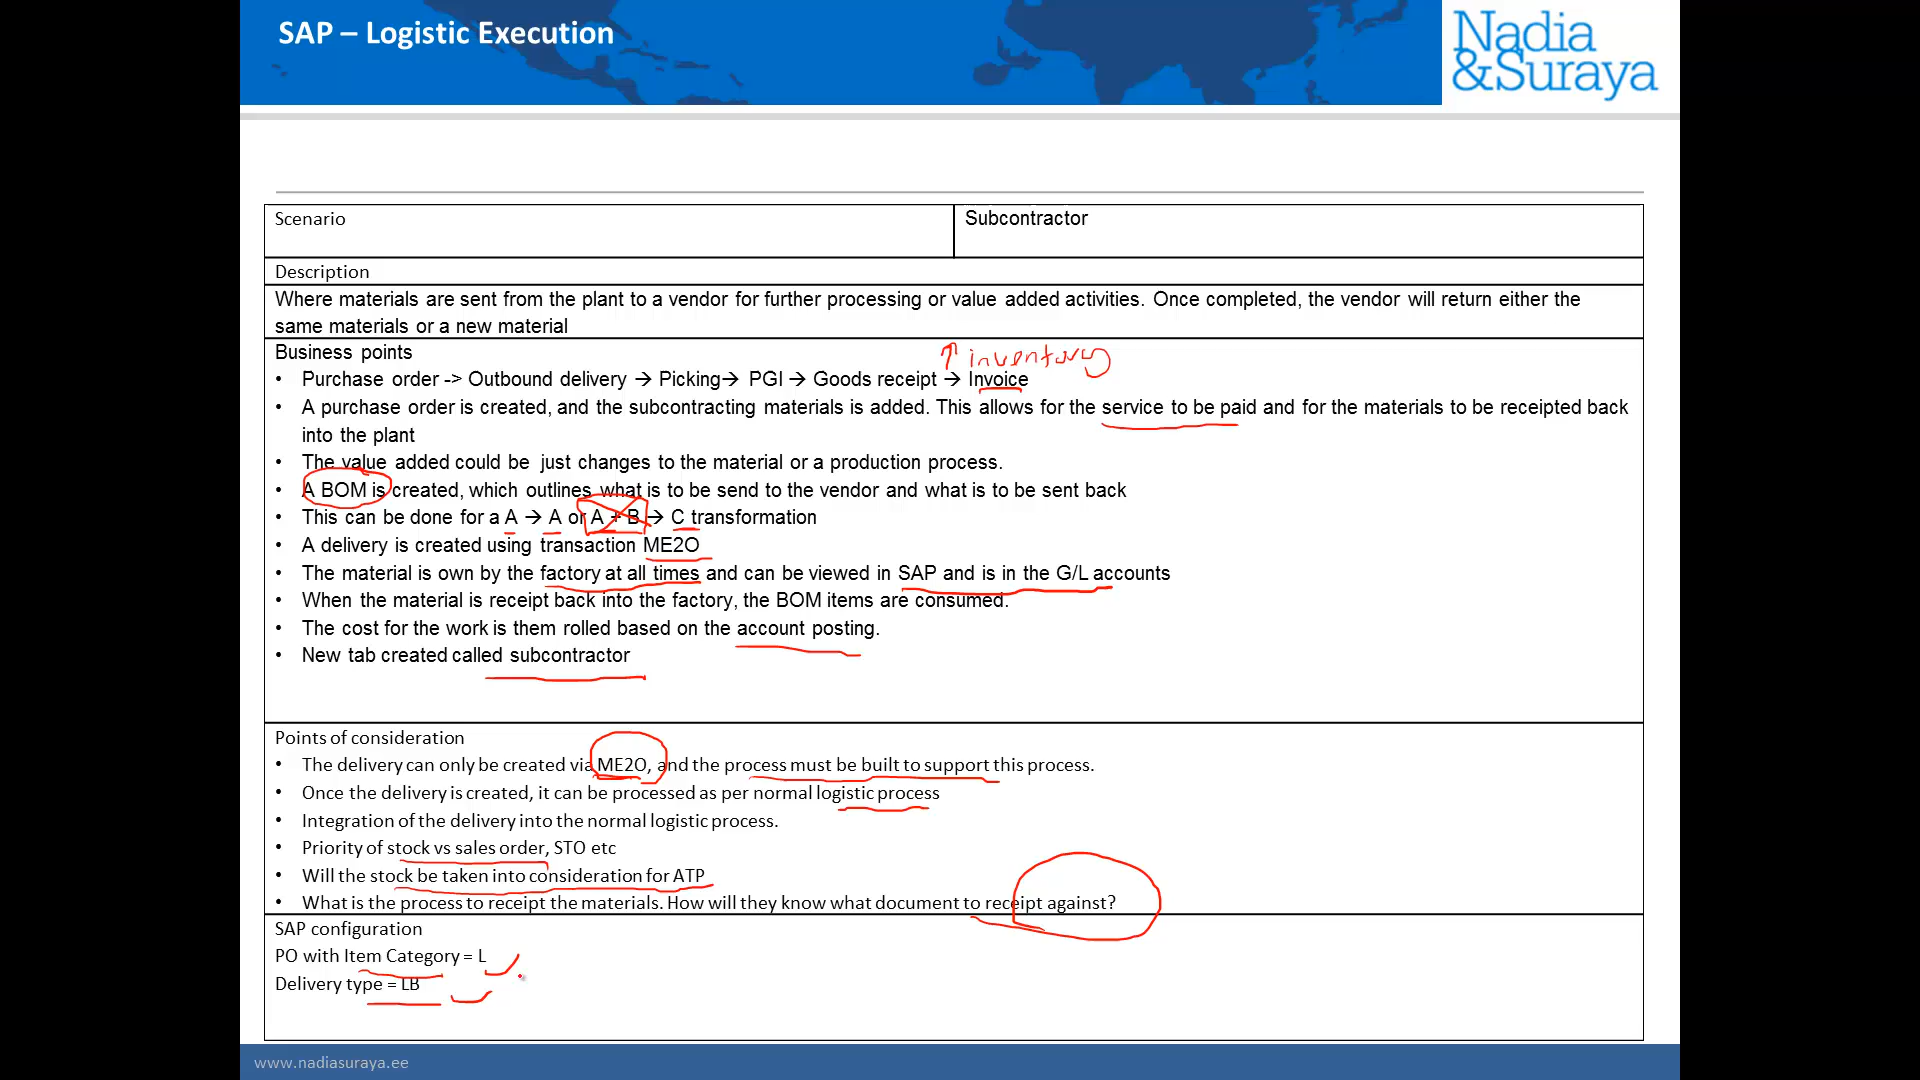 SAP – Logistic Execution
Nadia
&Suraya
Scenario
Subcontractor
Description
Where materials are sent from the plant to a vendor for further processing or value added activities. Once completed, the vendor will return either the
same materials or a new material
Business points
↑ inventory
• Purchase order -> Outbound delivery → Picking→ PGI → Goods receipt → Invoice
• A purchase order is created, and the subcontracting materials is added. This allows for the service to be paid and for the materials to be receipted back
into the plant
• The value added could be just changes to the material or a production process.
• A BOM is created, which outlines what is to be send to the vendor and what is to be sent back
• This can be done for a A → A or A + B → C transformation
• A delivery is created using transaction ME2O
• The material is own by the factory at all times and can be viewed in SAP and is in the G/L accounts
• When the material is receipt back into the factory, the BOM items are consumed.
• The cost for the work is them rolled based on the account posting.
• New tab created called subcontractor
Points of consideration
• The delivery can only be created via ME2O, and the process must be built to support this process.
• Once the delivery is created, it can be processed as per normal logistic process
• Integration of the delivery into the normal logistic process.
• Priority of stock vs sales order, STO etc
• Will the stock be taken into consideration for ATP
• What is the process to receipt the materials. How will they know what document to receipt against?
SAP configuration
PO with Item Category = L
Delivery type = LB
www.nadiasuraya.ee